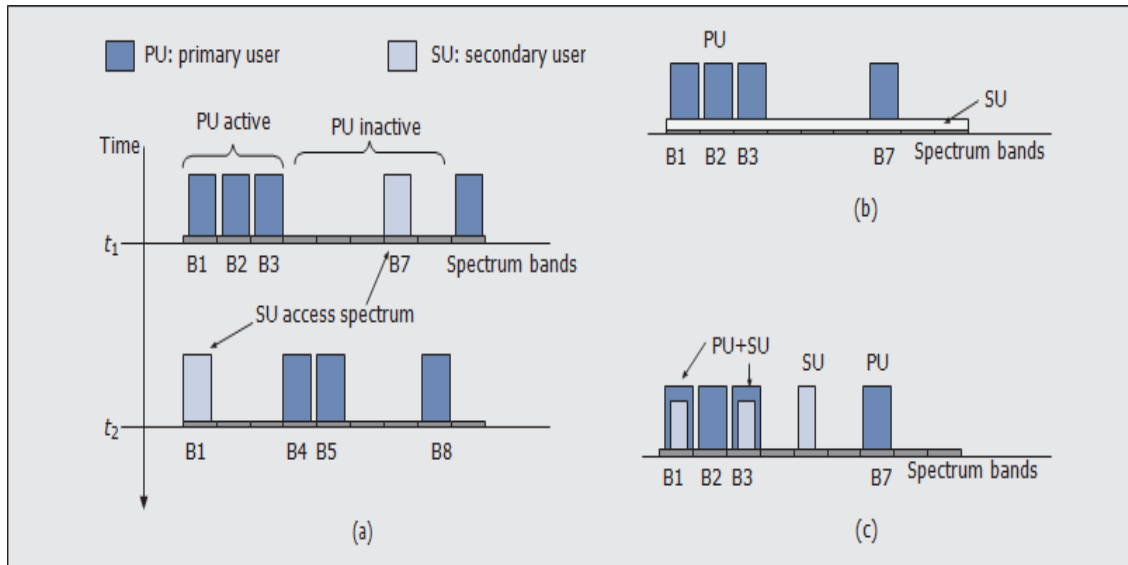 PU: primary user
SU: secondary user
Time
PU active
PU inactive
t1
B1 B2 B3 B7 Spectrum bands
SU access spectrum
t2
B1 B4 B5 B8
(a)
PU
SU
B1 B2 B3 B7 Spectrum bands
(b)
PU+SU
SU
PU
B1 B2 B3 B7 Spectrum bands
(c)